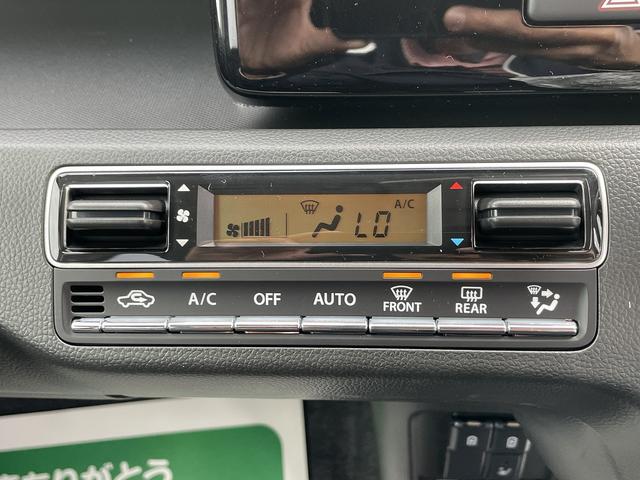 A/C
LO
A/C OFF AUTO FRONT REAR
ありがとう